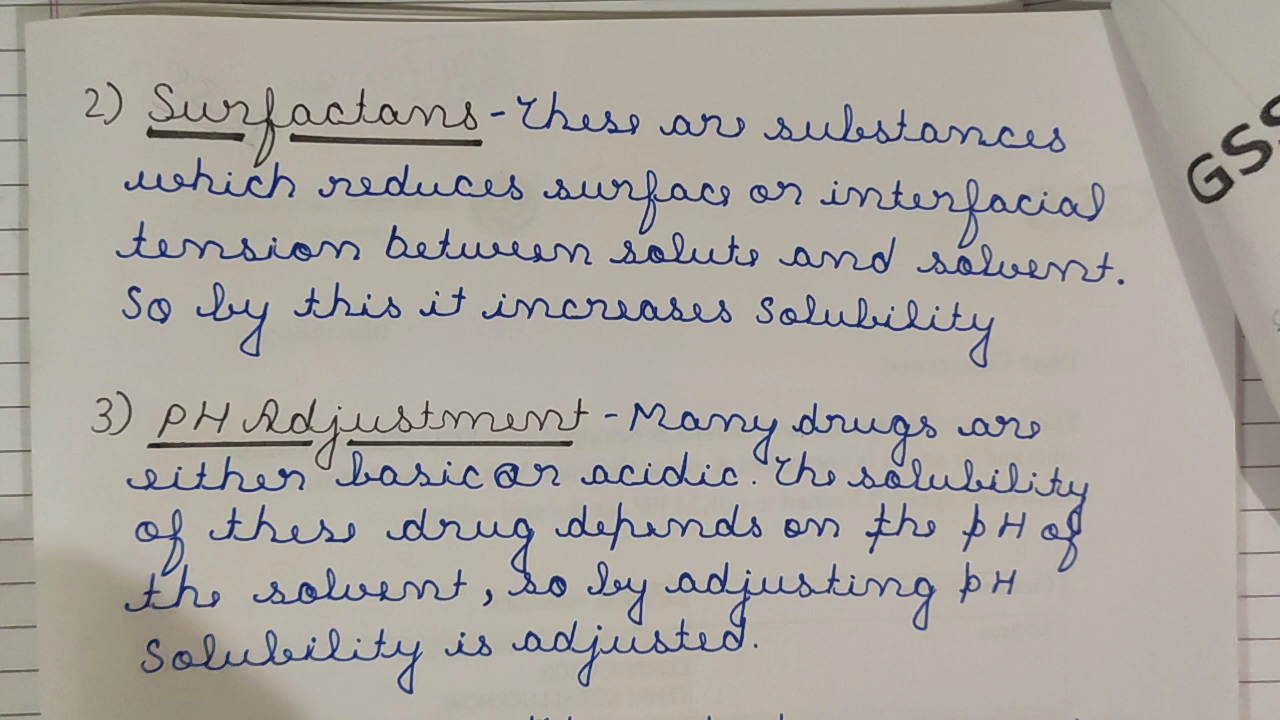 2) Surfactans - These are substances
which reduces surface or interfacial
tension between solute and solvent.
So by this it increases solubility
3) PH Adjustment - Many drugs are
either basic or acidic. The solubility
of these drug depends on the pH of
the solvent, so by adjusting pH
Solubility is adjusted.
GSS